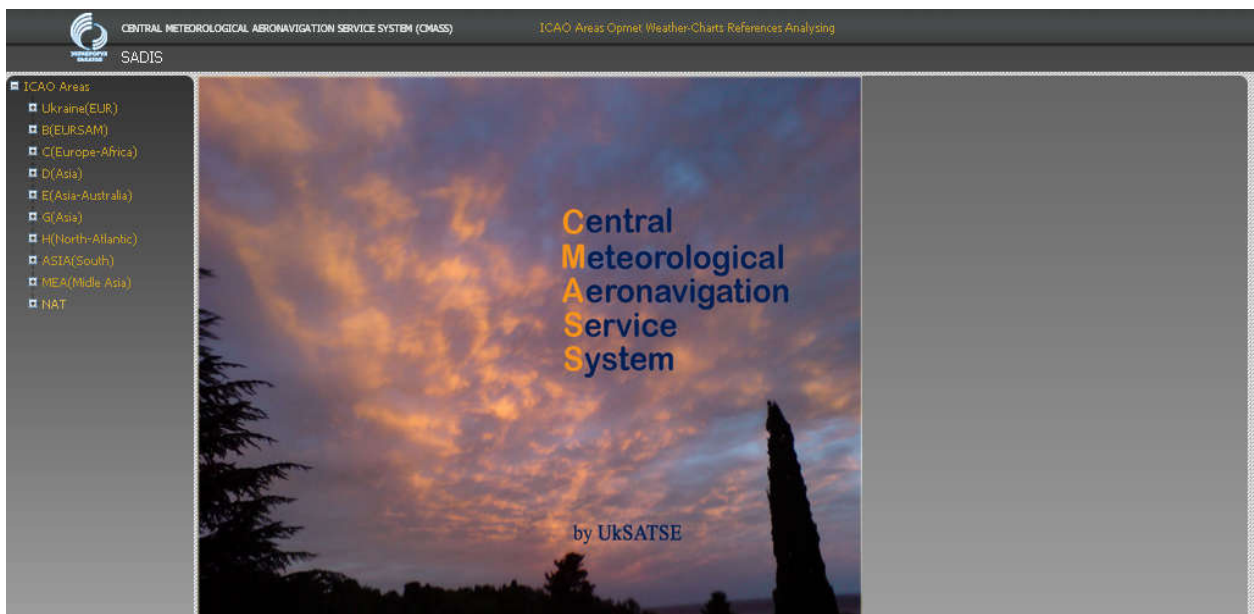 CENTRAL METEOROLOGICAL AERONAVIGATION SERVICE SYSTEM (CMASS)
ICAO Areas Opmet Weather-Charts References Analysing
SADIS
ICAO Areas
Ukraine(EUR)
B(EURSAM)
C(Europe-Africa)
D(Asia)
E(Asia-Australia)
G(Asia)
H(North-Atlantic)
ASIA(South)
MEA(Midle Asia)
NAT
Central
Meteorological
Aeronavigation
Service
System
by UkSATSE